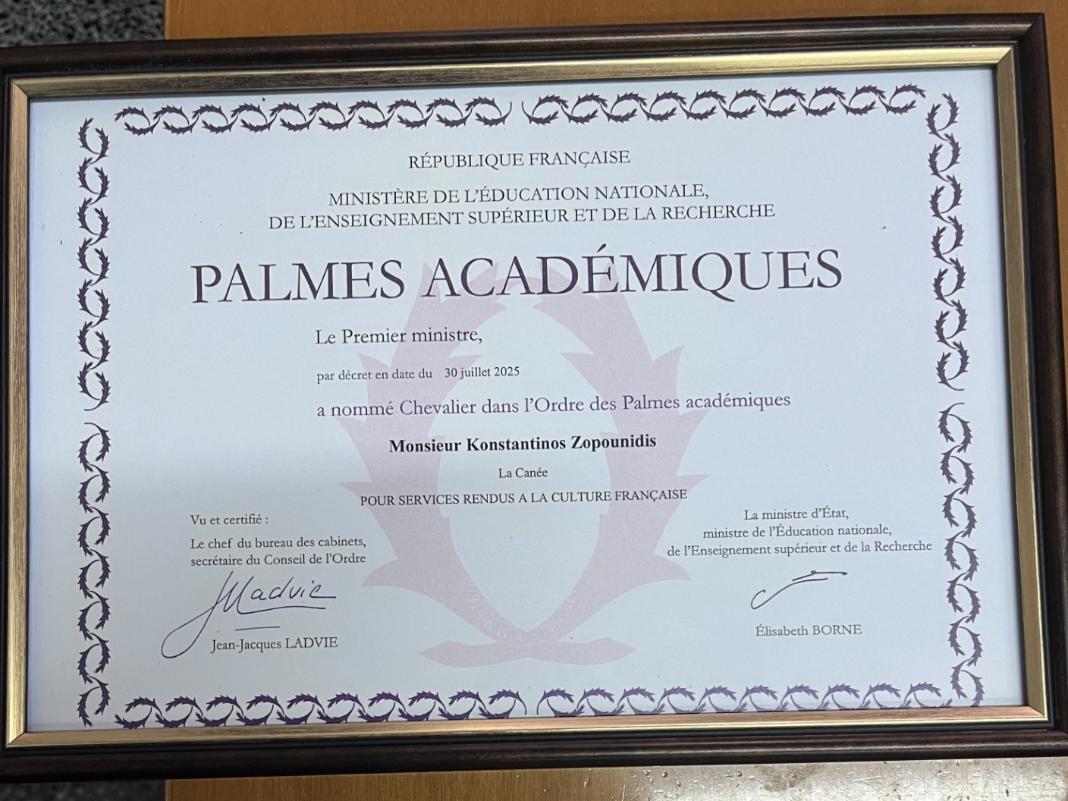 RÉPUBLIQUE FRANÇAISE
MINISTÈRE DE L'ÉDUCATION NATIONALE,
DE L'ENSEIGNEMENT SUPÉRIEUR ET DE LA RECHERCHE
PALMES ACADÉMIQUES
Le Premier ministre,
par décret en date du 30 juillet 2025
a nommé Chevalier dans l'Ordre des Palmes académiques
Monsieur Konstantinos Zopounidis
La Canée
POUR SERVICES RENDUS A LA CULTURE FRANÇAISE
Vu et certifié :
Le chef du bureau des cabinets,
secrétaire du Conseil de l'Ordre
JJLadvie
Jean-Jacques LADVIE
La ministre d'État,
ministre de l'Éducation nationale,
de l'Enseignement supérieur et de la Recherche
Élisabeth BORNE